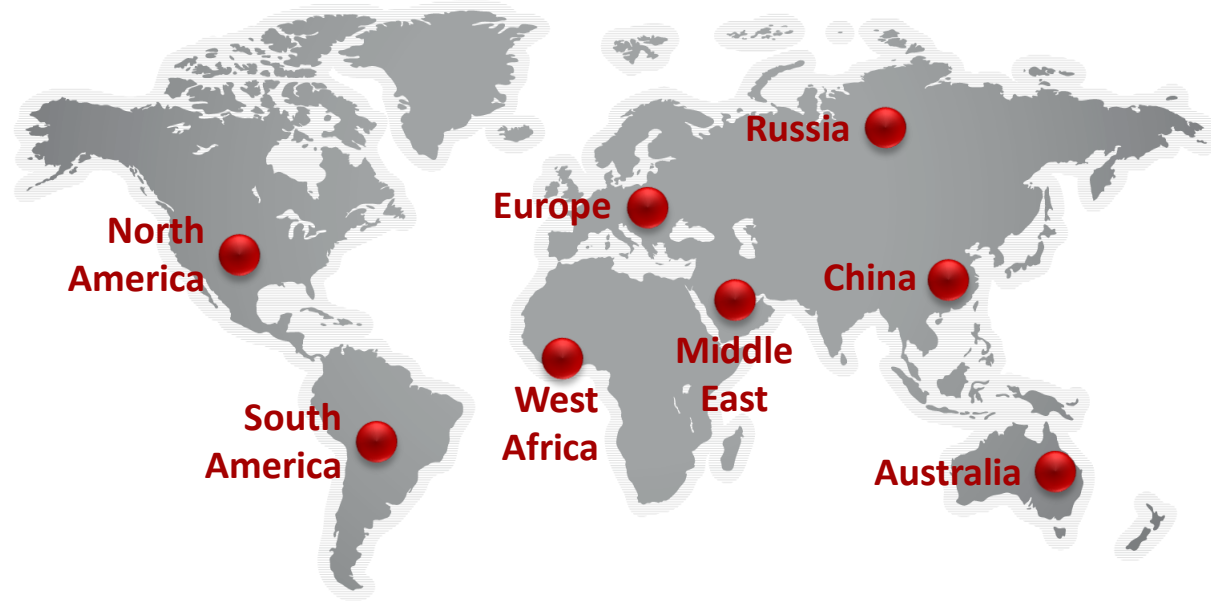 Russia
Europe
North
America
China
Middle
East
West
Africa
South
America
Australia